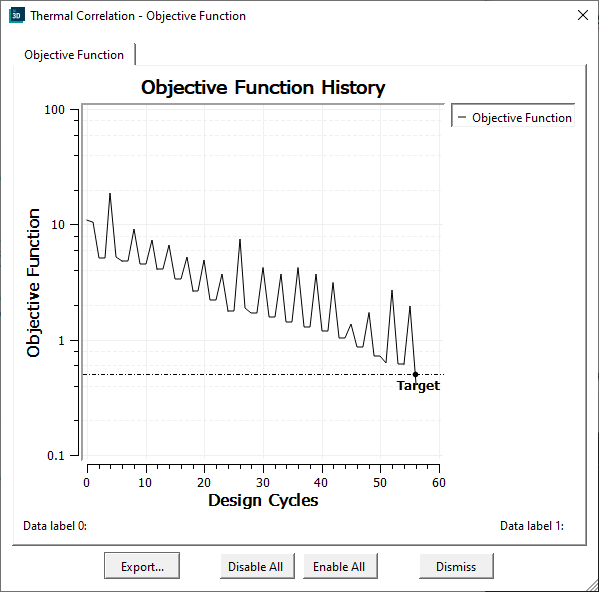 3D
Thermal Correlation - Objective Function
Objective Function
Objective Function History
Objective Function
100
10
1
0.1
Objective Function
Target
0 10 20 30 40 50 60
Design Cycles
Data label 0: Data label 1:
Export... Disable All Enable All Dismiss